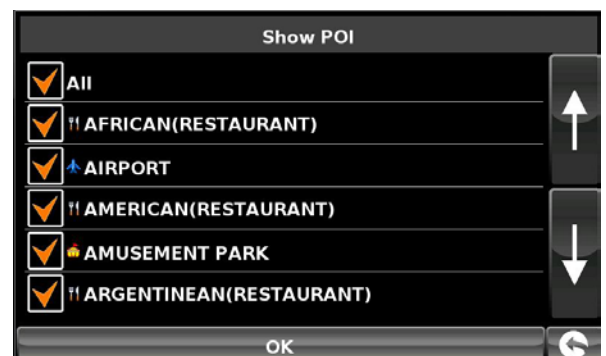 Show POI
All
AFRICAN(RESTAURANT)
AIRPORT
AMERICAN(RESTAURANT)
AMUSEMENT PARK
ARGENTINEAN(RESTAURANT)
OK